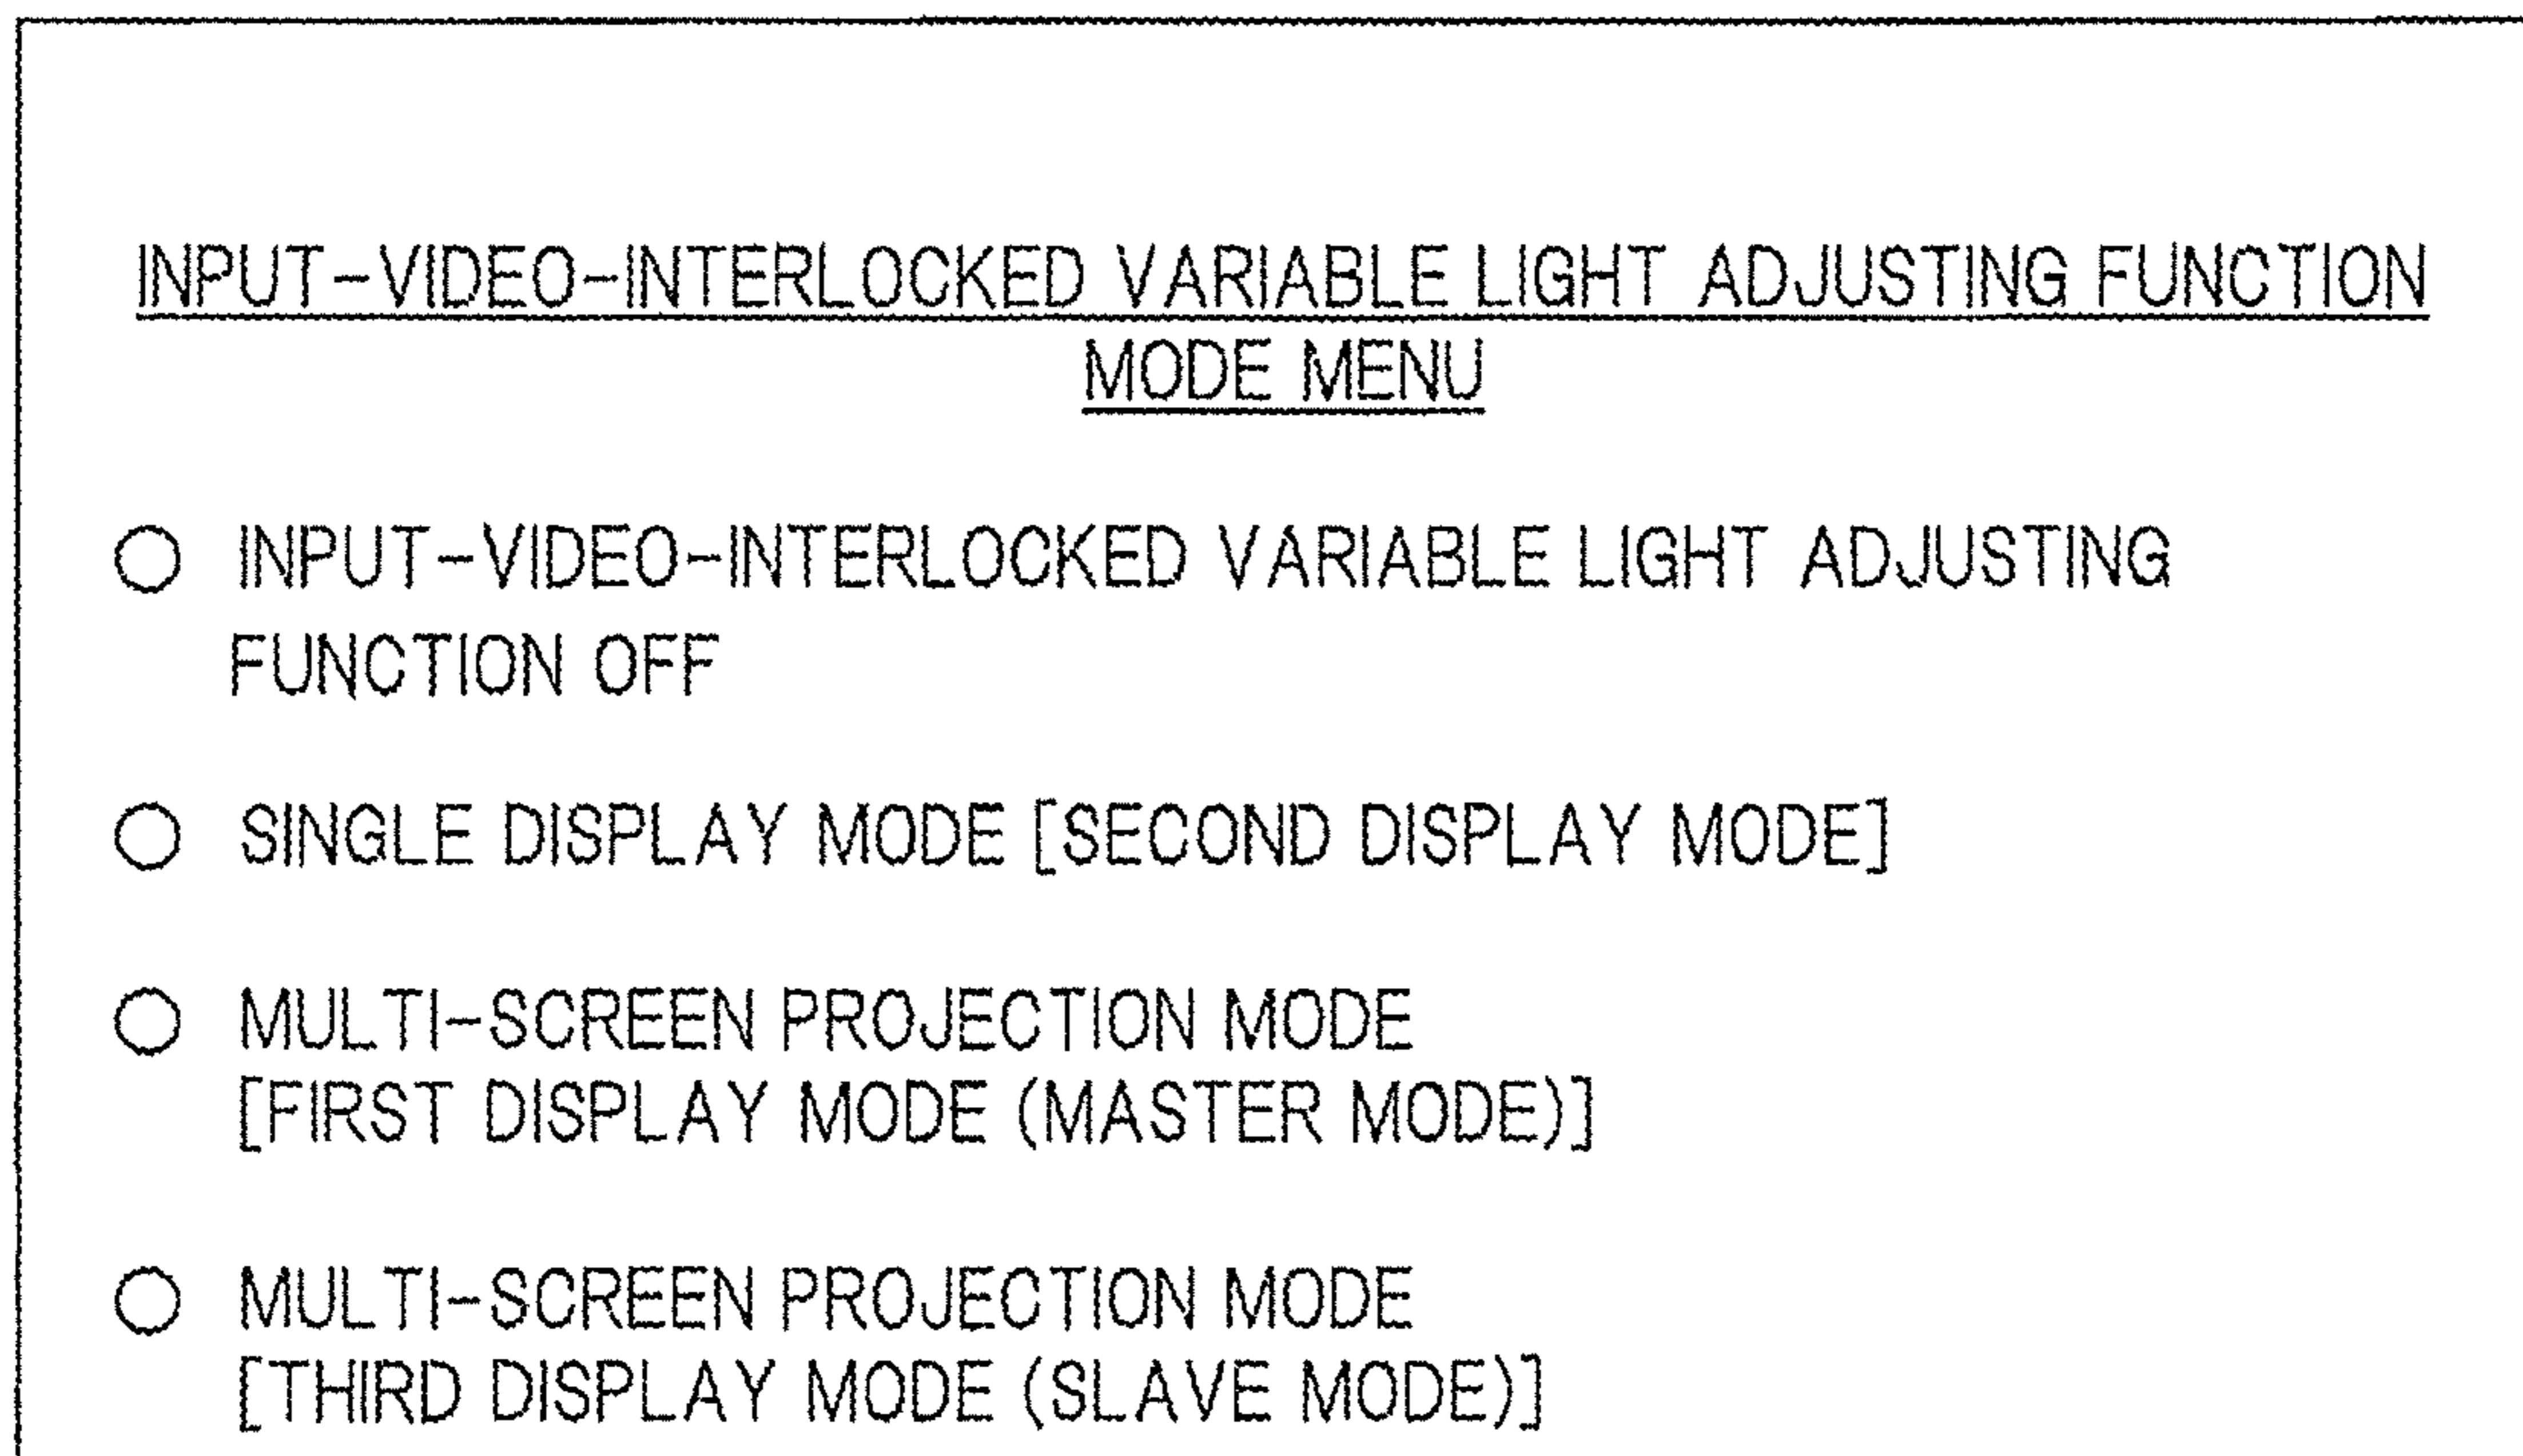 INPUT-VIDEO-INTERLOCKED VARIABLE LIGHT ADJUSTING FUNCTION
MODE MENU
INPUT-VIDEO-INTERLOCKED VARIABLE LIGHT ADJUSTING
FUNCTION OFF
SINGLE DISPLAY MODE [SECOND DISPLAY MODE]
MULTI-SCREEN PROJECTION MODE
[FIRST DISPLAY MODE (MASTER MODE)]
MULTI-SCREEN PROJECTION MODE
[THIRD DISPLAY MODE (SLAVE MODE)]